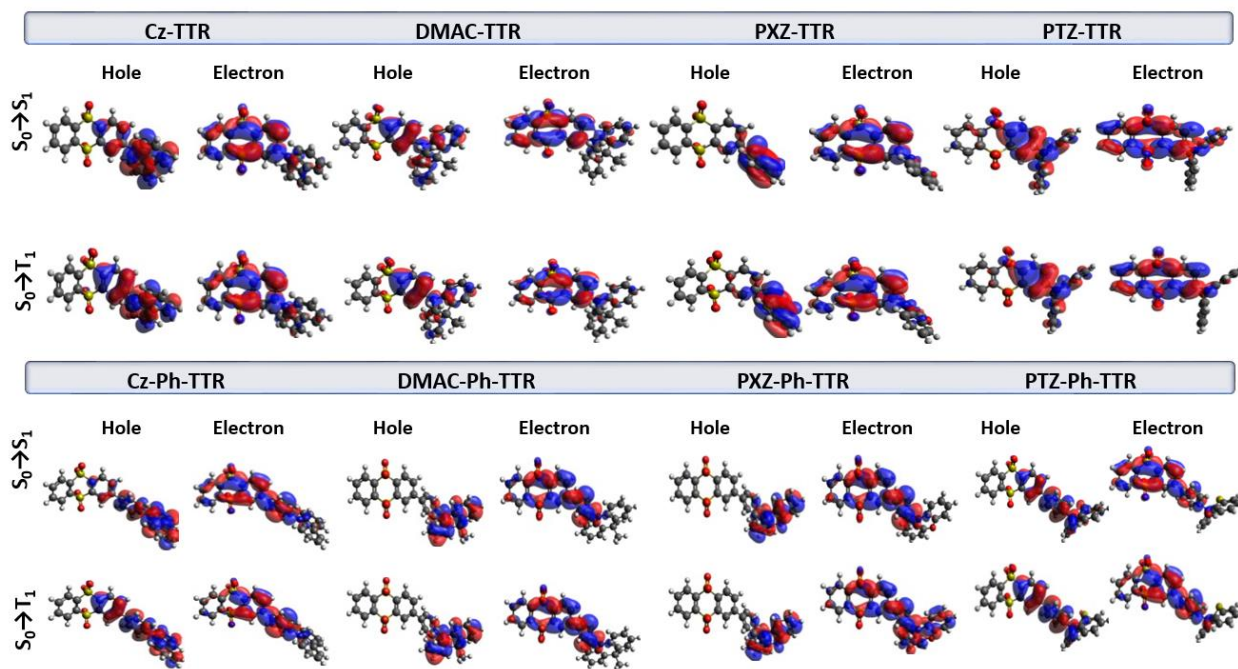 Cz-TTR DMAC-TTR PXZ-TTR PTZ-TTR
Hole Electron Hole Electron Hole Electron Hole Electron
S₀→S₁
S₀→T₁
Cz-Ph-TTR DMAC-Ph-TTR PXZ-Ph-TTR PTZ-Ph-TTR
Hole Electron Hole Electron Hole Electron Hole Electron
S₀→S₁
S₀→T₁